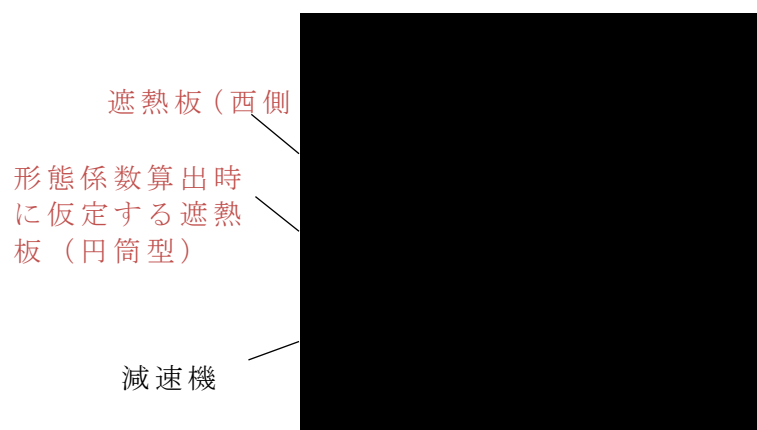 遮熱板（西側
形態係数算出時
に仮定する遮熱
板（円筒型）
減速機